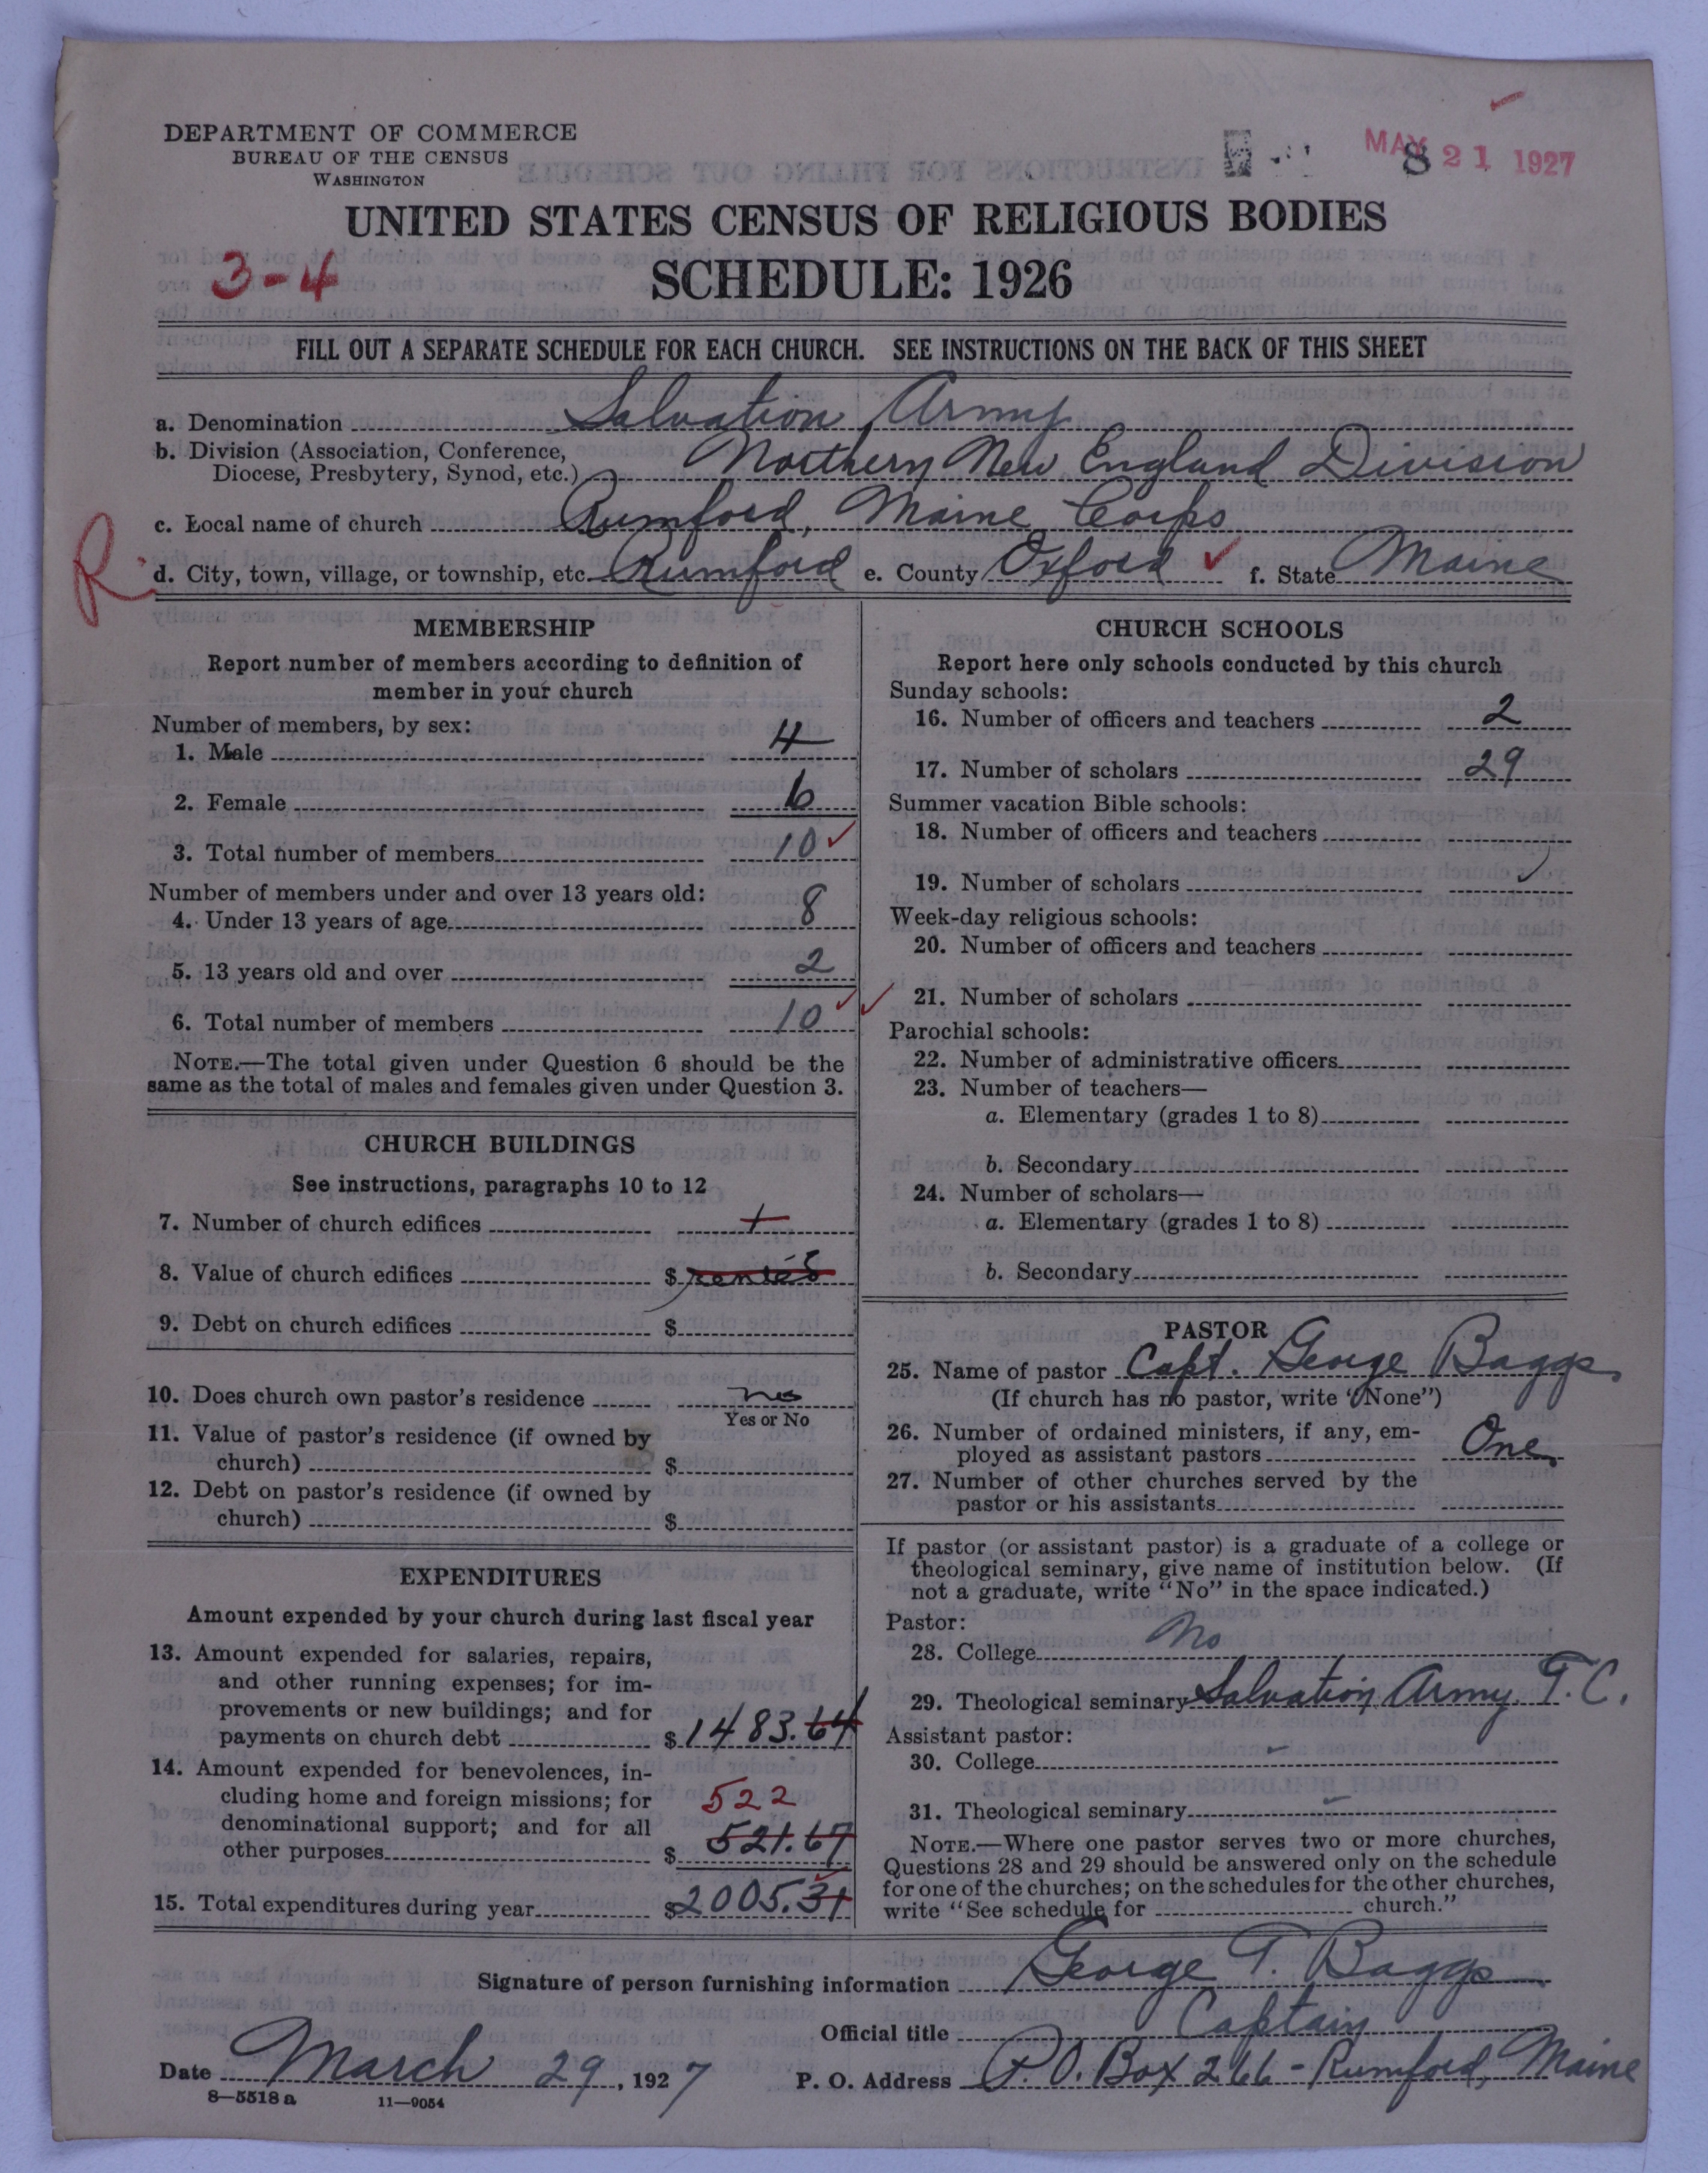 DEPARTMENT OF COMMERCE
BUREAU OF THE CENSUS
WASHINGTON
MAY 21 1927
8
UNITED STATES CENSUS OF RELIGIOUS BODIES
3-4
SCHEDULE: 1926
FILL OUT A SEPARATE SCHEDULE FOR EACH CHURCH. SEE INSTRUCTIONS ON THE BACK OF THIS SHEET
a. Denomination Salvation Army
b. Division (Association, Conference, Diocese, Presbytery, Synod, etc.) Northern New England Division
c. Local name of church Rumford, Maine Corps
R
d. City, town, village, or township, etc. Rumford e. County Oxford ✓ f. State Maine
MEMBERSHIP
Report number of members according to definition of
member in your church
Number of members, by sex:
1. Male 4
2. Female 6
3. Total number of members 10 ✓
Number of members under and over 13 years old:
4. Under 13 years of age 8
5. 13 years old and over 2
6. Total number of members 10 ✓ ✓
NOTE.—The total given under Question 6 should be the
same as the total of males and females given under Question 3.
CHURCH BUILDINGS
See instructions, paragraphs 10 to 12
7. Number of church edifices 1
8. Value of church edifices $ rented
9. Debt on church edifices $
10. Does church own pastor's residence no
Yes or No
11. Value of pastor's residence (if owned by
church) $
12. Debt on pastor's residence (if owned by
church) $
EXPENDITURES
Amount expended by your church during last fiscal year
13. Amount expended for salaries, repairs,
and other running expenses; for im-
provements or new buildings; and for
payments on church debt $ 1483.64
14. Amount expended for benevolences, in-
cluding home and foreign missions; for
522
denominational support; and for all
other purposes $ 521.67
15. Total expenditures during year $ 2005.31
CHURCH SCHOOLS
Report here only schools conducted by this church
Sunday schools:
16. Number of officers and teachers 2
17. Number of scholars 29
Summer vacation Bible schools:
18. Number of officers and teachers
19. Number of scholars ✓
Week-day religious schools:
20. Number of officers and teachers
21. Number of scholars
Parochial schools:
22. Number of administrative officers
23. Number of teachers—
a. Elementary (grades 1 to 8)
b. Secondary
24. Number of scholars—
a. Elementary (grades 1 to 8)
b. Secondary
PASTOR
25. Name of pastor Capt. George Baggs
(If church has no pastor, write "None")
26. Number of ordained ministers, if any, em-
ployed as assistant pastors One
27. Number of other churches served by the
pastor or his assistants
If pastor (or assistant pastor) is a graduate of a college or
theological seminary, give name of institution below. (If
not a graduate, write "No" in the space indicated.)
Pastor:
28. College No
29. Theological seminary Salvation Army T.C.
Assistant pastor:
30. College
31. Theological seminary
NOTE.—Where one pastor serves two or more churches,
Questions 28 and 29 should be answered only on the schedule
for one of the churches; on the schedules for the other churches,
write "See schedule for church."
Signature of person furnishing information George T. Baggs
Official title Captain
Date March 29, 1927 P. O. Address P.O. Box 266 - Rumford, Maine
8—5518 a 11—9054